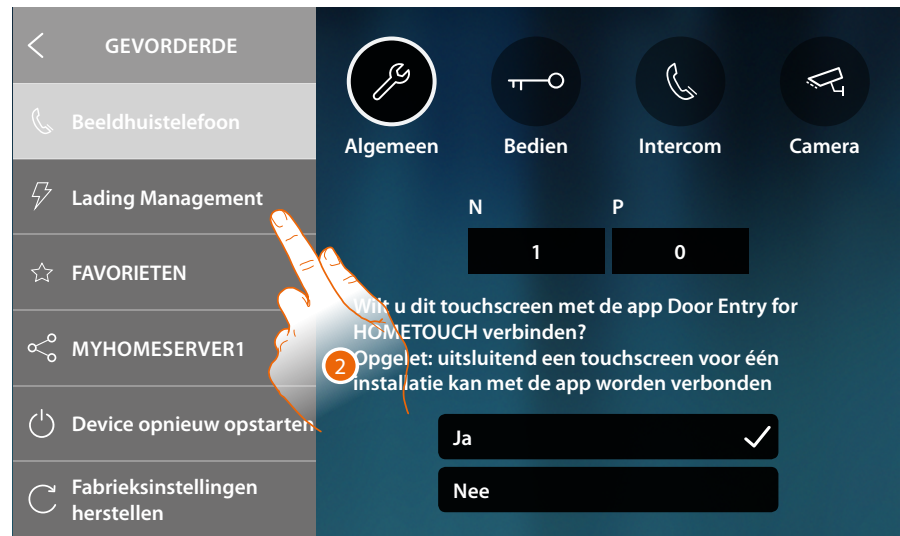 GEVORDERDE
Beeldhuistelefoon
Lading Management
FAVORIETEN
MYHOMESERVER1
Device opnieuw opstarten
Fabrieksinstellingen
herstellen
Algemeen
Bedien
Intercom
Camera
N
P
1
0
Wilt u dit touchscreen met de app Door Entry for
HOMETOUCH verbinden?
Opgelet: uitsluitend een touchscreen voor één
installatie kan met de app worden verbonden
2
Ja
Nee